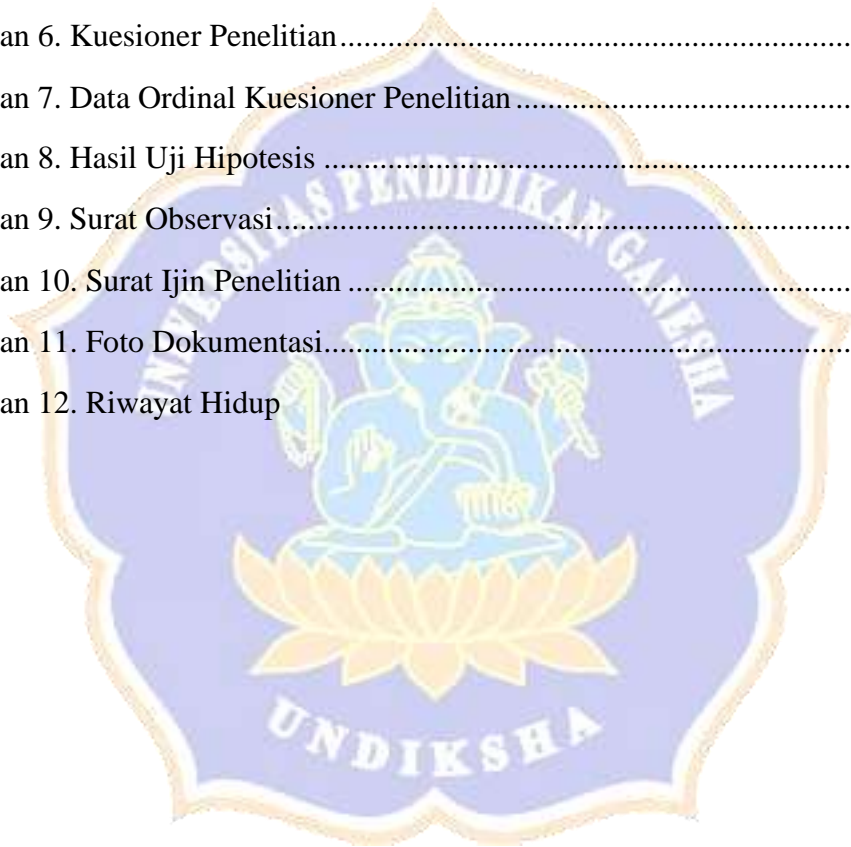 an 6. Kuesioner Penelitian................................................................
an 7. Data Ordinal Kuesioner Penelitian..........................................
an 8. Hasil Uji Hipotesis ..................................................................
an 9. Surat Observasi........................................................................
an 10. Surat Ijin Penelitian ...............................................................
an 11. Foto Dokumentasi..................................................................
an 12. Riwayat Hidup
UNIVERSITAS PENDIDIKAN GANESHA
UNDIKSHA